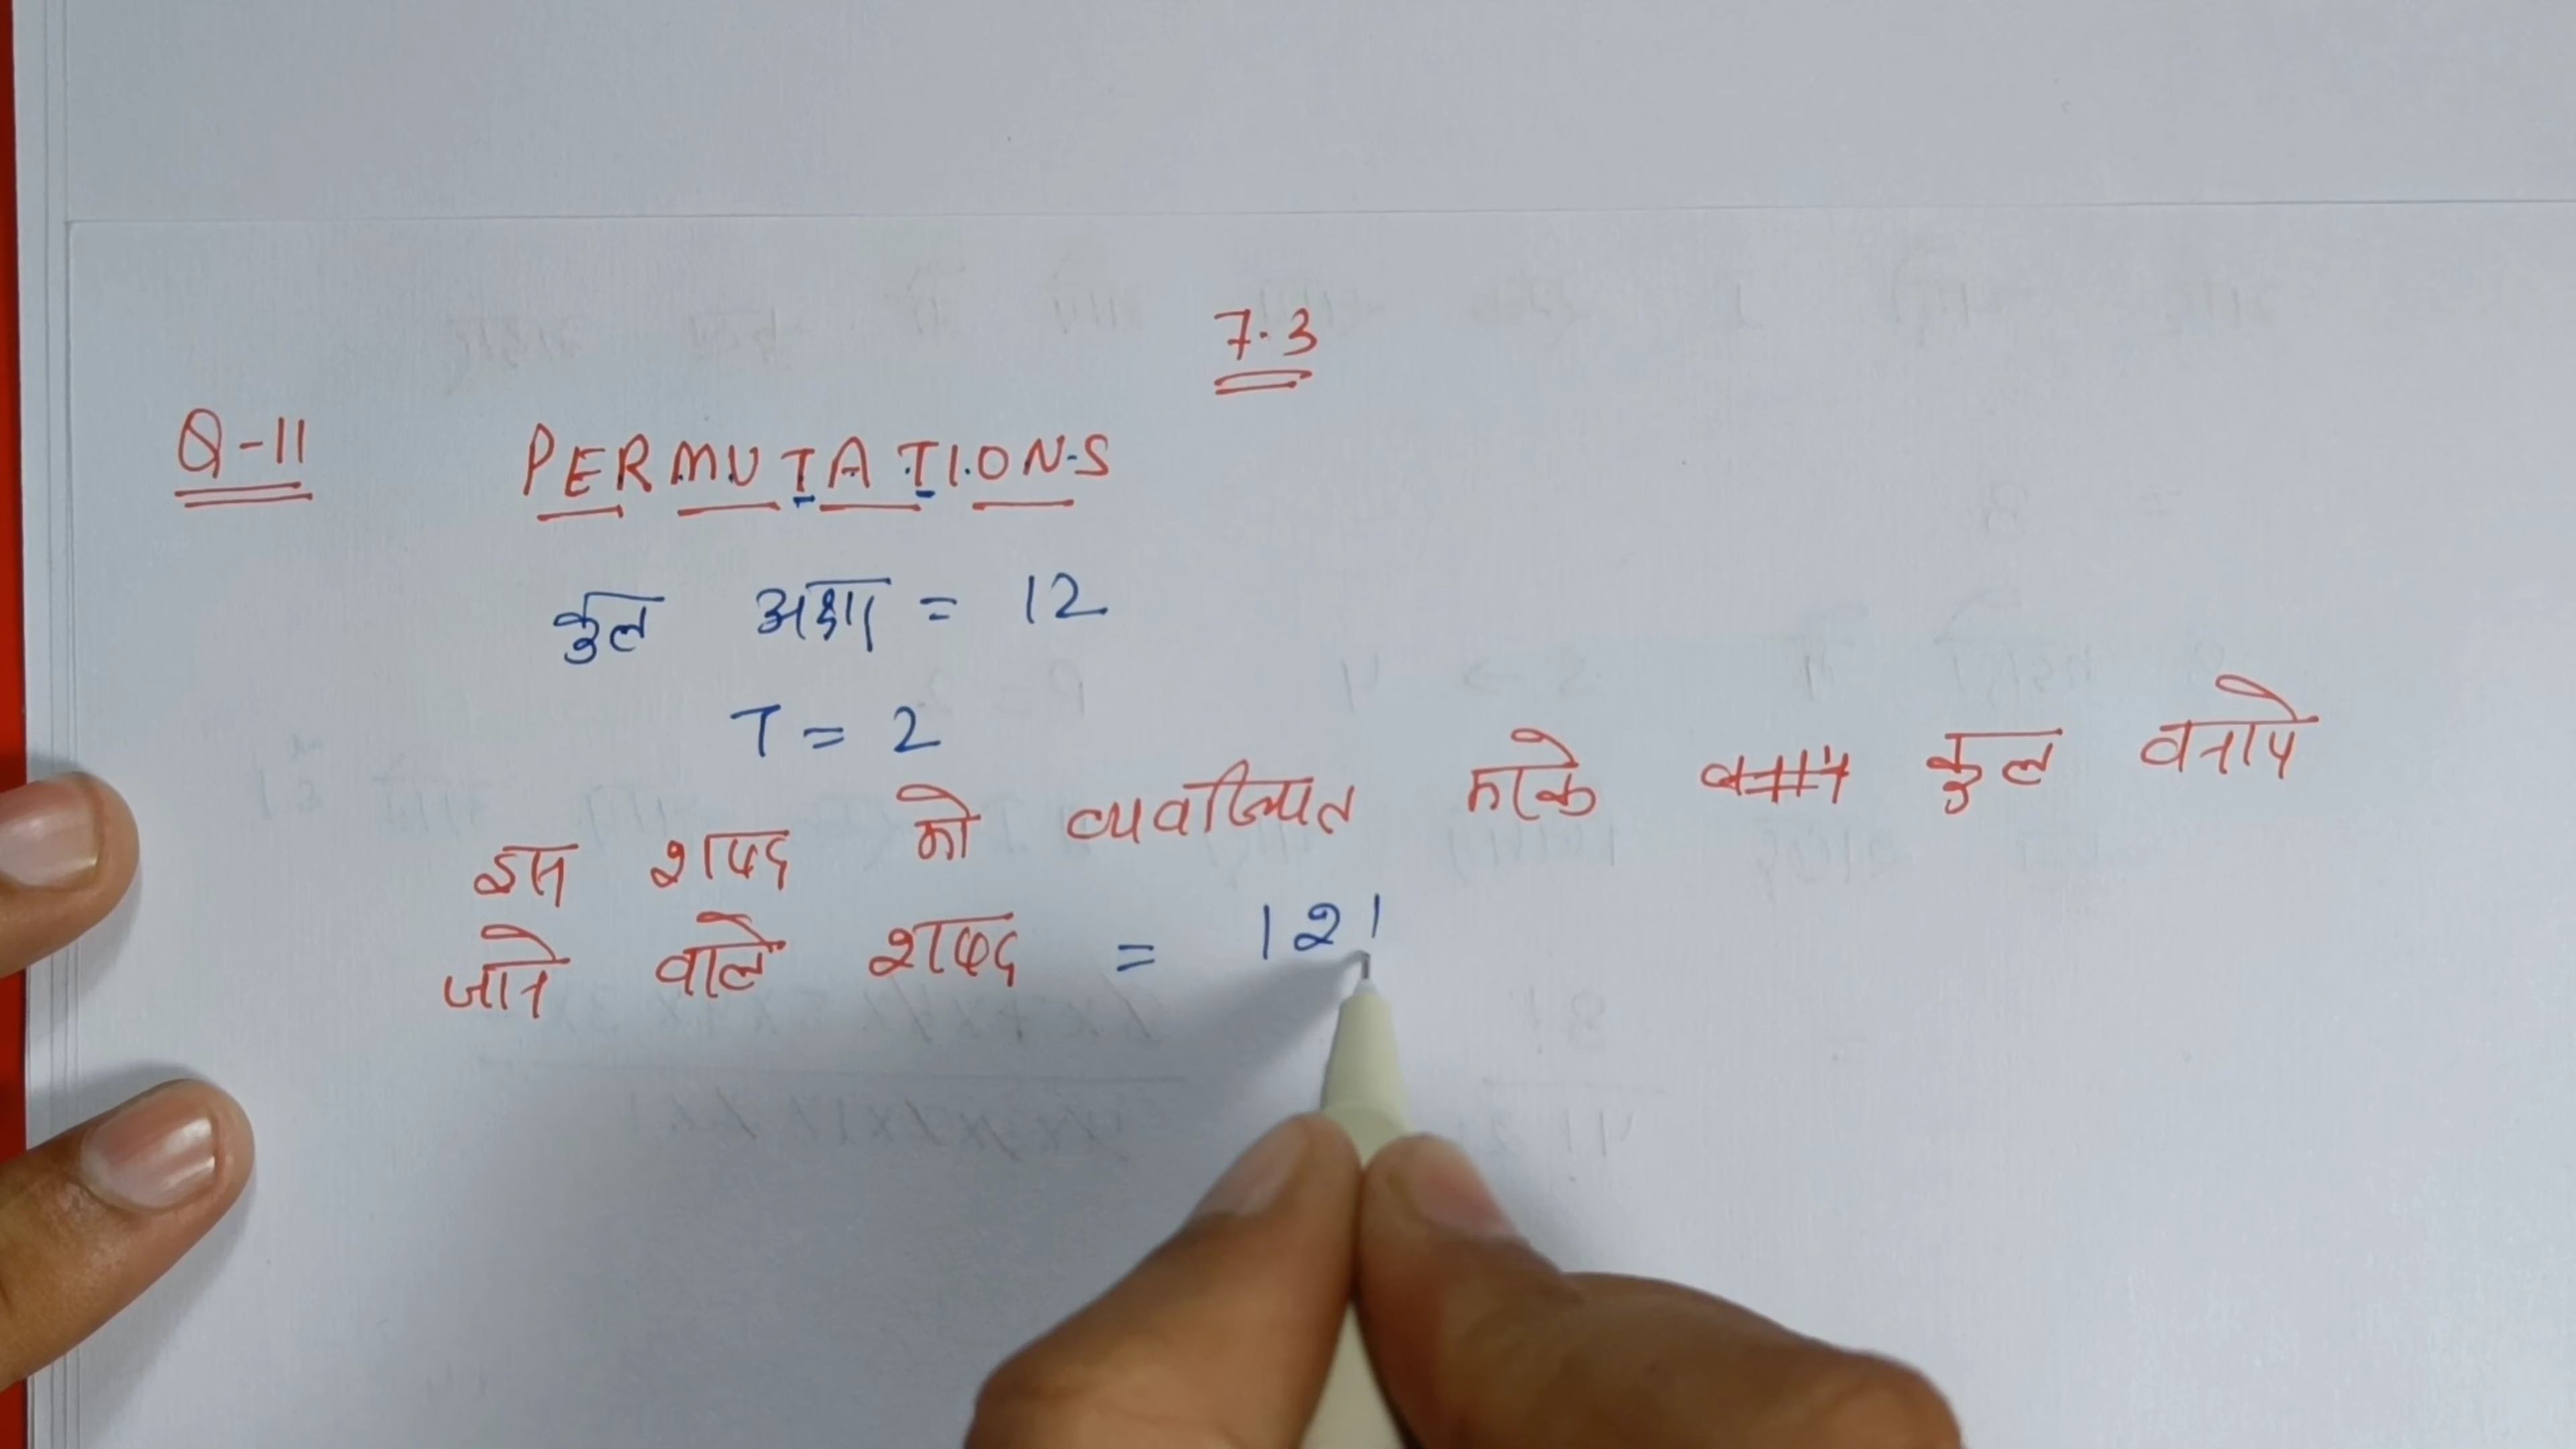 7.3
Q-11 PERMUTATIONS
कुल अक्षर = 12
T = 2
इस शब्द को व्यवस्थित करके कुल बनाये
जाने वाले शब्द = 12!